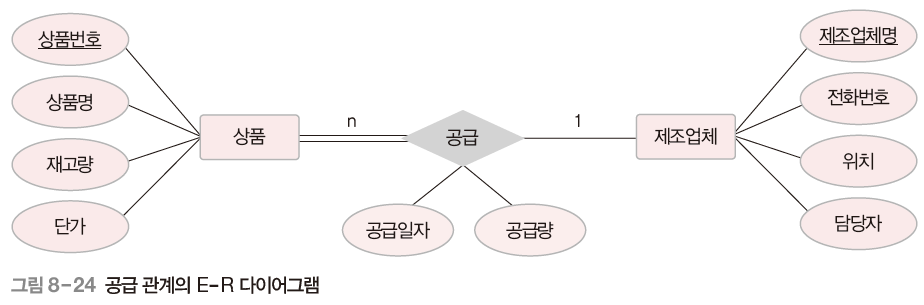 상품번호
상품명
재고량
단가
상품
n
공급
1
제조업체
공급일자
공급량
제조업체명
전화번호
위치
담당자
그림 8-24 공급 관계의 E-R 다이어그램